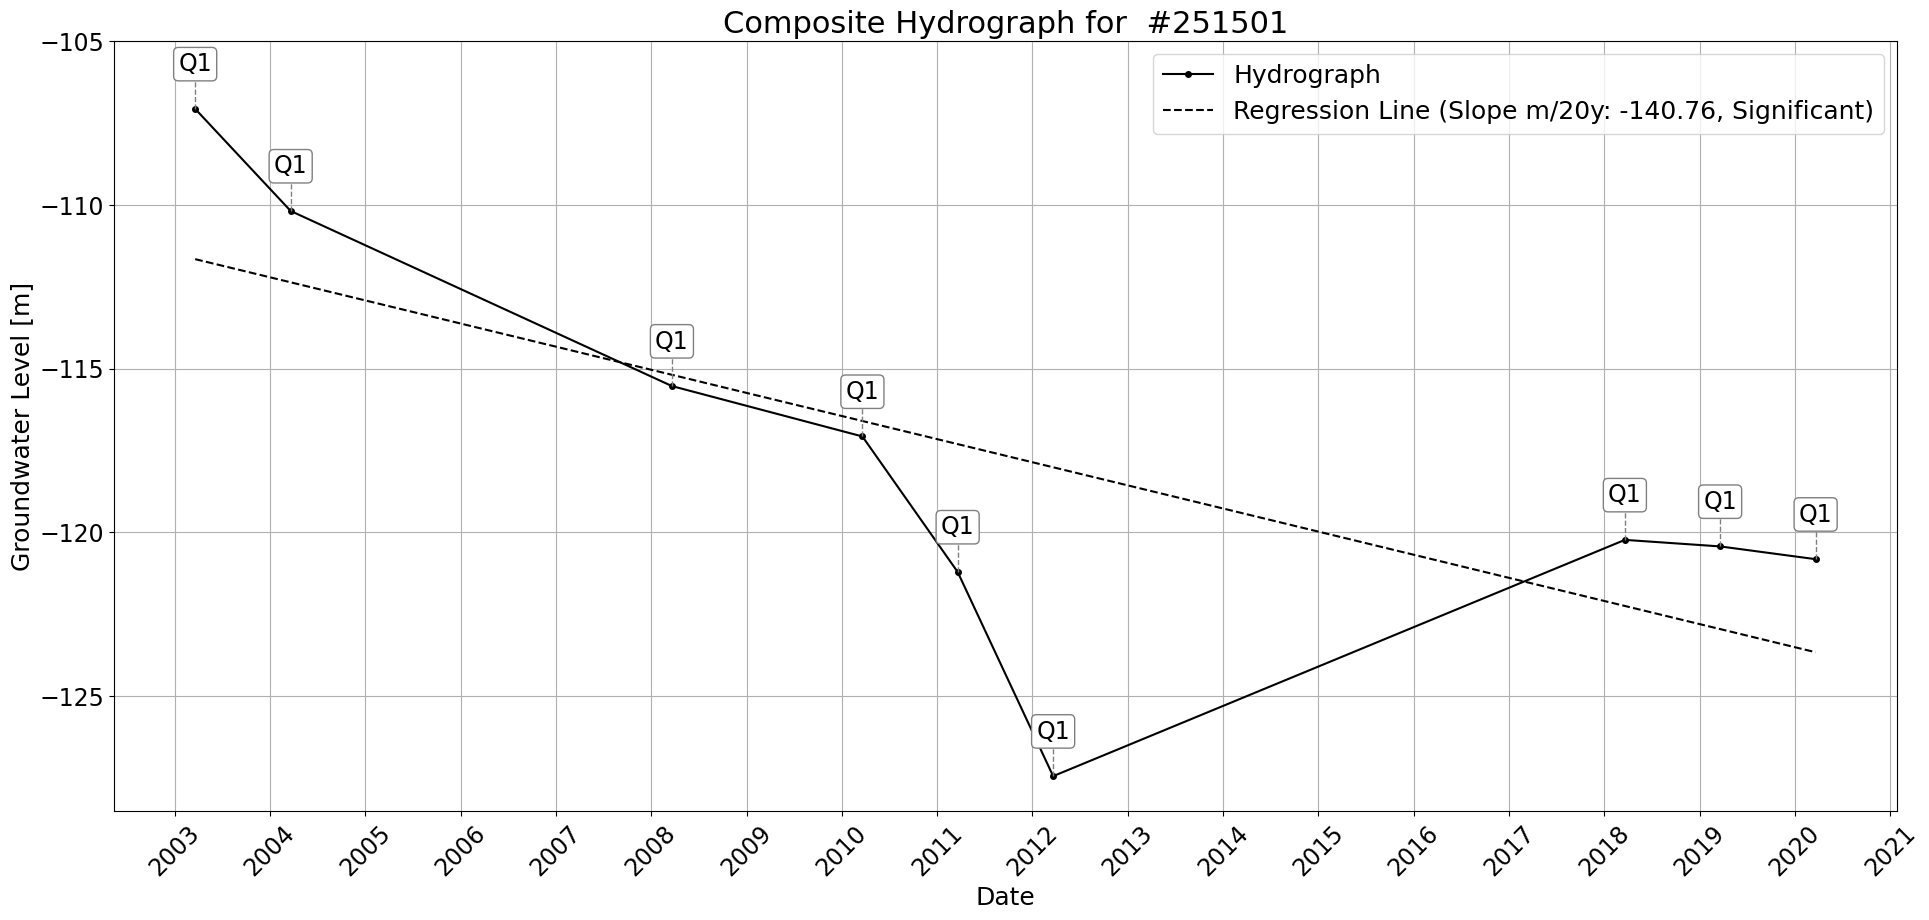 Composite Hydrograph for  #251501
Hydrograph
Regression Line (Slope m/20y: -140.76, Significant)
Groundwater Level [m]
−105
−110
−115
−120
−125
Q1
Q1
Q1
Q1
Q1
Q1
Q1
Q1
Q1
2003
2004
2005
2006
2007
2008
2009
2010
2011
2012
2013
2014
2015
2016
2017
2018
2019
2020
2021
Date